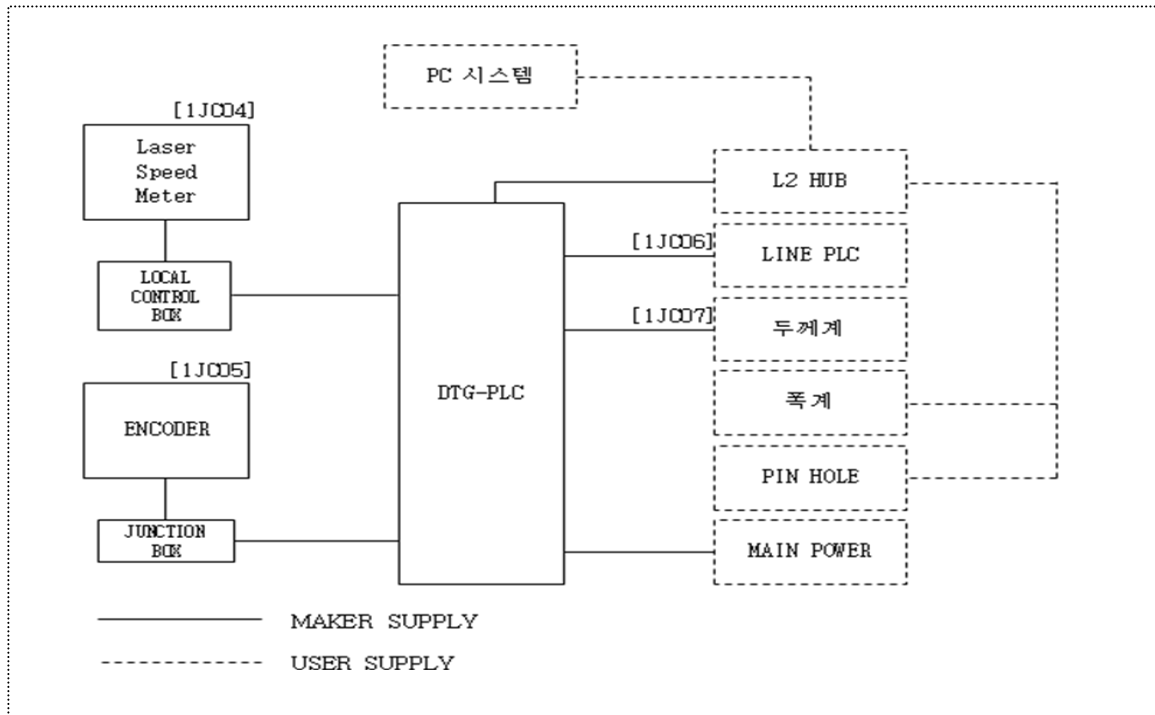 PC 시스템
[1JC04]
Laser
Speed
Meter
L2 HUB
[1JC06]
LINE PLC
LOCAL
CONTROL
BOX
[1JC07]
두께계
[1JC05]
DTG-PLC
폭계
ENCODER
PIN HOLE
JUNCTION
BOX
MAIN POWER
MAKER SUPPLY
USER SUPPLY